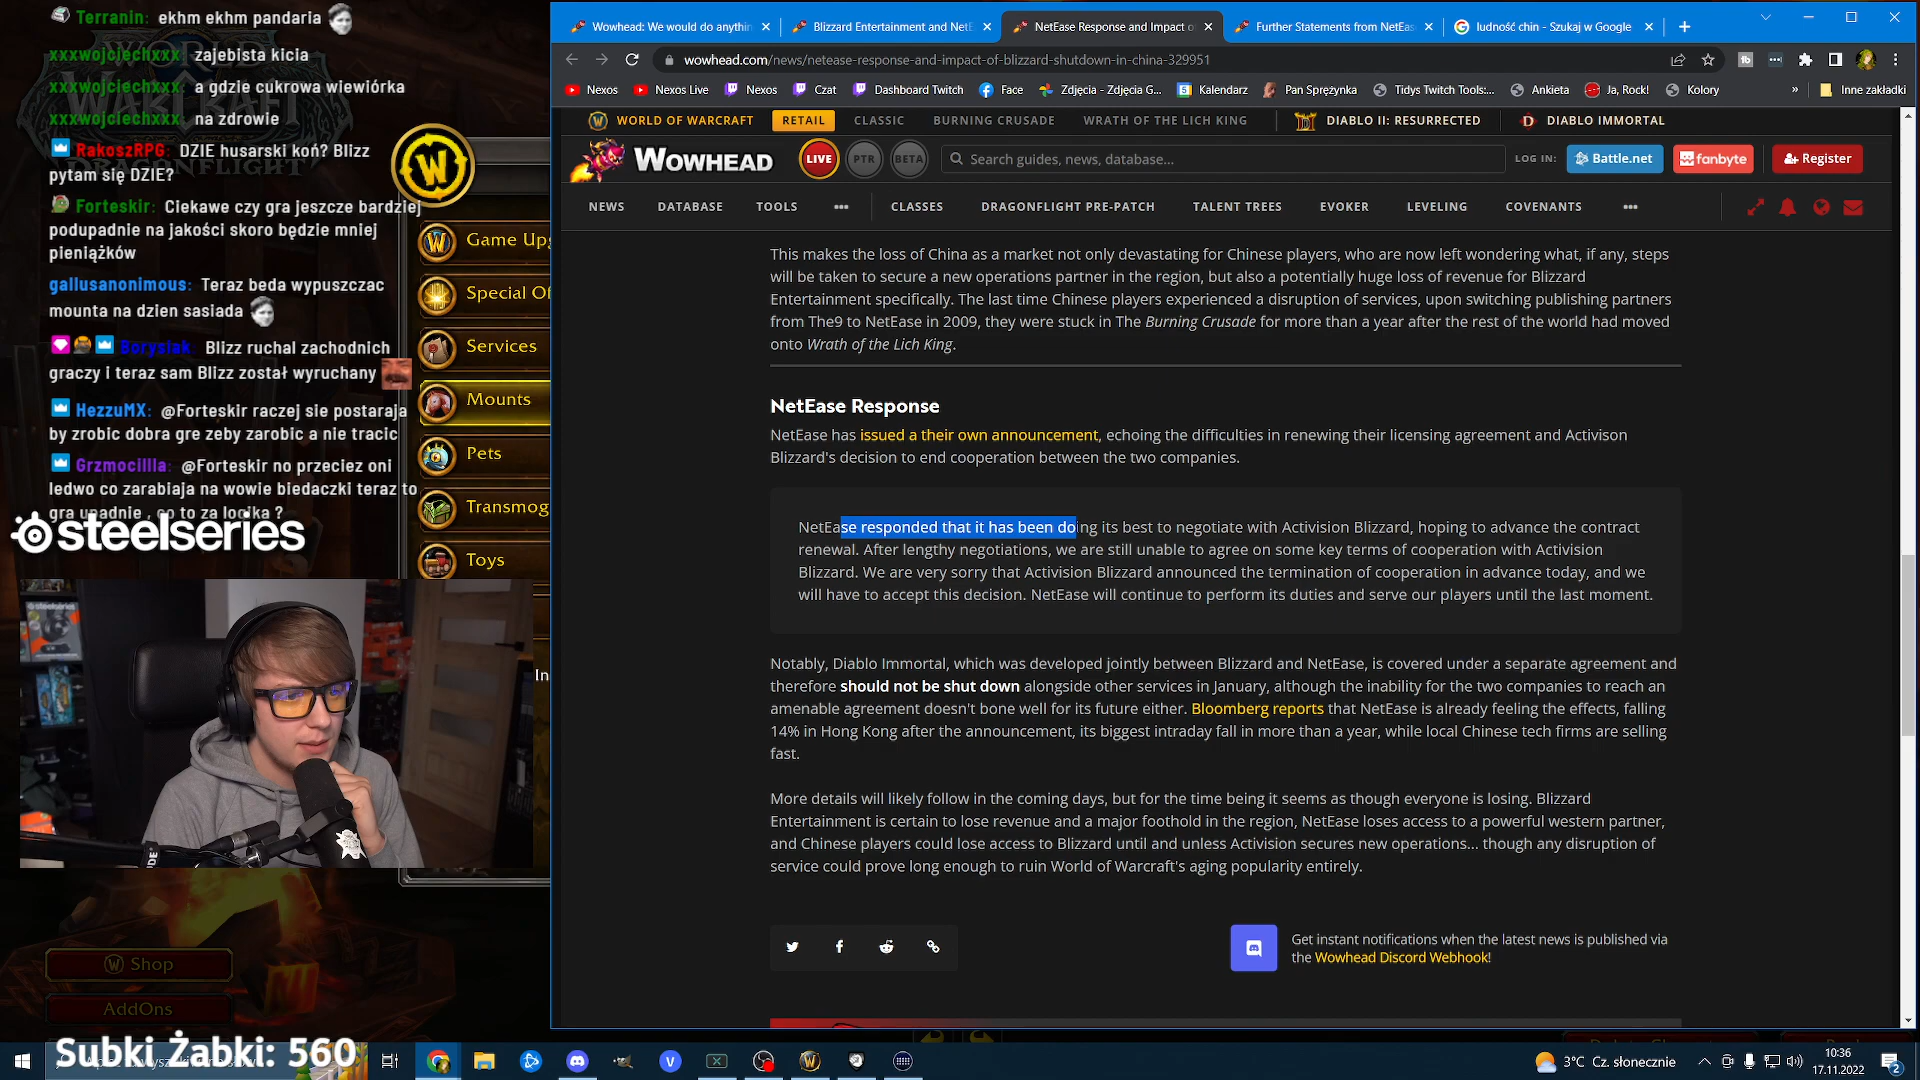 Terranin: ekhm ekhm pandaria
xxxwojciechxxx: zajebista kicia
xxxwojciechxxx: a gdzie cukrowa wiewiórka
xxxwojciechxxx: na zdrowie
RakoszRPG: DZIE husarski koń? Blizz
pytam się DZIE?
Forteskir: Ciekawe czy gra jeszcze bardziej
podupadnie na jakości skoro będzie mniej
pieniążków
gallusanonimous: Teraz beda wypuszczac
mounta na dzien sasiada
Borysiak: Blizz ruchal zachodnich
graczy i teraz sam Blizz został wyruchany
HezzuMX: @Forteskir raczej sie postaraja
by zrobic dobra gre zeby zarobic a nie tracic
Grzmocillla: @Forteskir no przeciez oni
ledwo co zarabiaja na wowie biedaczki teraz to
gra upadnie , co to za logika ?
steelseries
Game Upg
Special Of
Services
Mounts
Pets
Transmog
Toys
In
Shop
AddOns
Subki Żabki: 560
Wowhead: We would do anythin
Blizzard Entertainment and NetE
NetEase Response and Impact o
Further Statements from NetEase
ludność chin - Szukaj w Google
wowhead.com/news/netease-response-and-impact-of-blizzard-shutdown-in-china-329951
Nexos
Nexos Live
Nexos
Czat
Dashboard Twitch
Face
Zdjęcia - Zdjęcia G...
Kalendarz
Pan Sprężynka
Tidys Twitch Tools:...
Ankieta
Ja, Rock!
Kolory
»
Inne zakładki
WORLD OF WARCRAFT
RETAIL
CLASSIC
BURNING CRUSADE
WRATH OF THE LICH KING
DIABLO II: RESURRECTED
DIABLO IMMORTAL
WOWHEAD
LIVE
PTR
BETA
Search guides, news, database...
LOG IN:
Battle.net
fanbyte
Register
NEWS
DATABASE
TOOLS
CLASSES
DRAGONFLIGHT PRE-PATCH
TALENT TREES
EVOKER
LEVELING
COVENANTS
This makes the loss of China as a market not only devastating for Chinese players, who are now left wondering what, if any, steps
will be taken to secure a new operations partner in the region, but also a potentially huge loss of revenue for Blizzard
Entertainment specifically. The last time Chinese players experienced a disruption of services, upon switching publishing partners
from The9 to NetEase in 2009, they were stuck in The Burning Crusade for more than a year after the rest of the world had moved
onto Wrath of the Lich King.
NetEase Response
NetEase has issued a their own announcement, echoing the difficulties in renewing their licensing agreement and Activison
Blizzard's decision to end cooperation between the two companies.
NetEase responded that it has been doing its best to negotiate with Activision Blizzard, hoping to advance the contract
renewal. After lengthy negotiations, we are still unable to agree on some key terms of cooperation with Activision
Blizzard. We are very sorry that Activision Blizzard announced the termination of cooperation in advance today, and we
will have to accept this decision. NetEase will continue to perform its duties and serve our players until the last moment.
Notably, Diablo Immortal, which was developed jointly between Blizzard and NetEase, is covered under a separate agreement and
therefore should not be shut down alongside other services in January, although the inability for the two companies to reach an
amenable agreement doesn't bone well for its future either. Bloomberg reports that NetEase is already feeling the effects, falling
14% in Hong Kong after the announcement, its biggest intraday fall in more than a year, while local Chinese tech firms are selling
fast.
More details will likely follow in the coming days, but for the time being it seems as though everyone is losing. Blizzard
Entertainment is certain to lose revenue and a major foothold in the region, NetEase loses access to a powerful western partner,
and Chinese players could lose access to Blizzard until and unless Activision secures new operations... though any disruption of
service could prove long enough to ruin World of Warcraft's aging popularity entirely.
Get instant notifications when the latest news is published via
the Wowhead Discord Webhook!
3°C Cz. słonecznie
10:36
17.11.2022
2